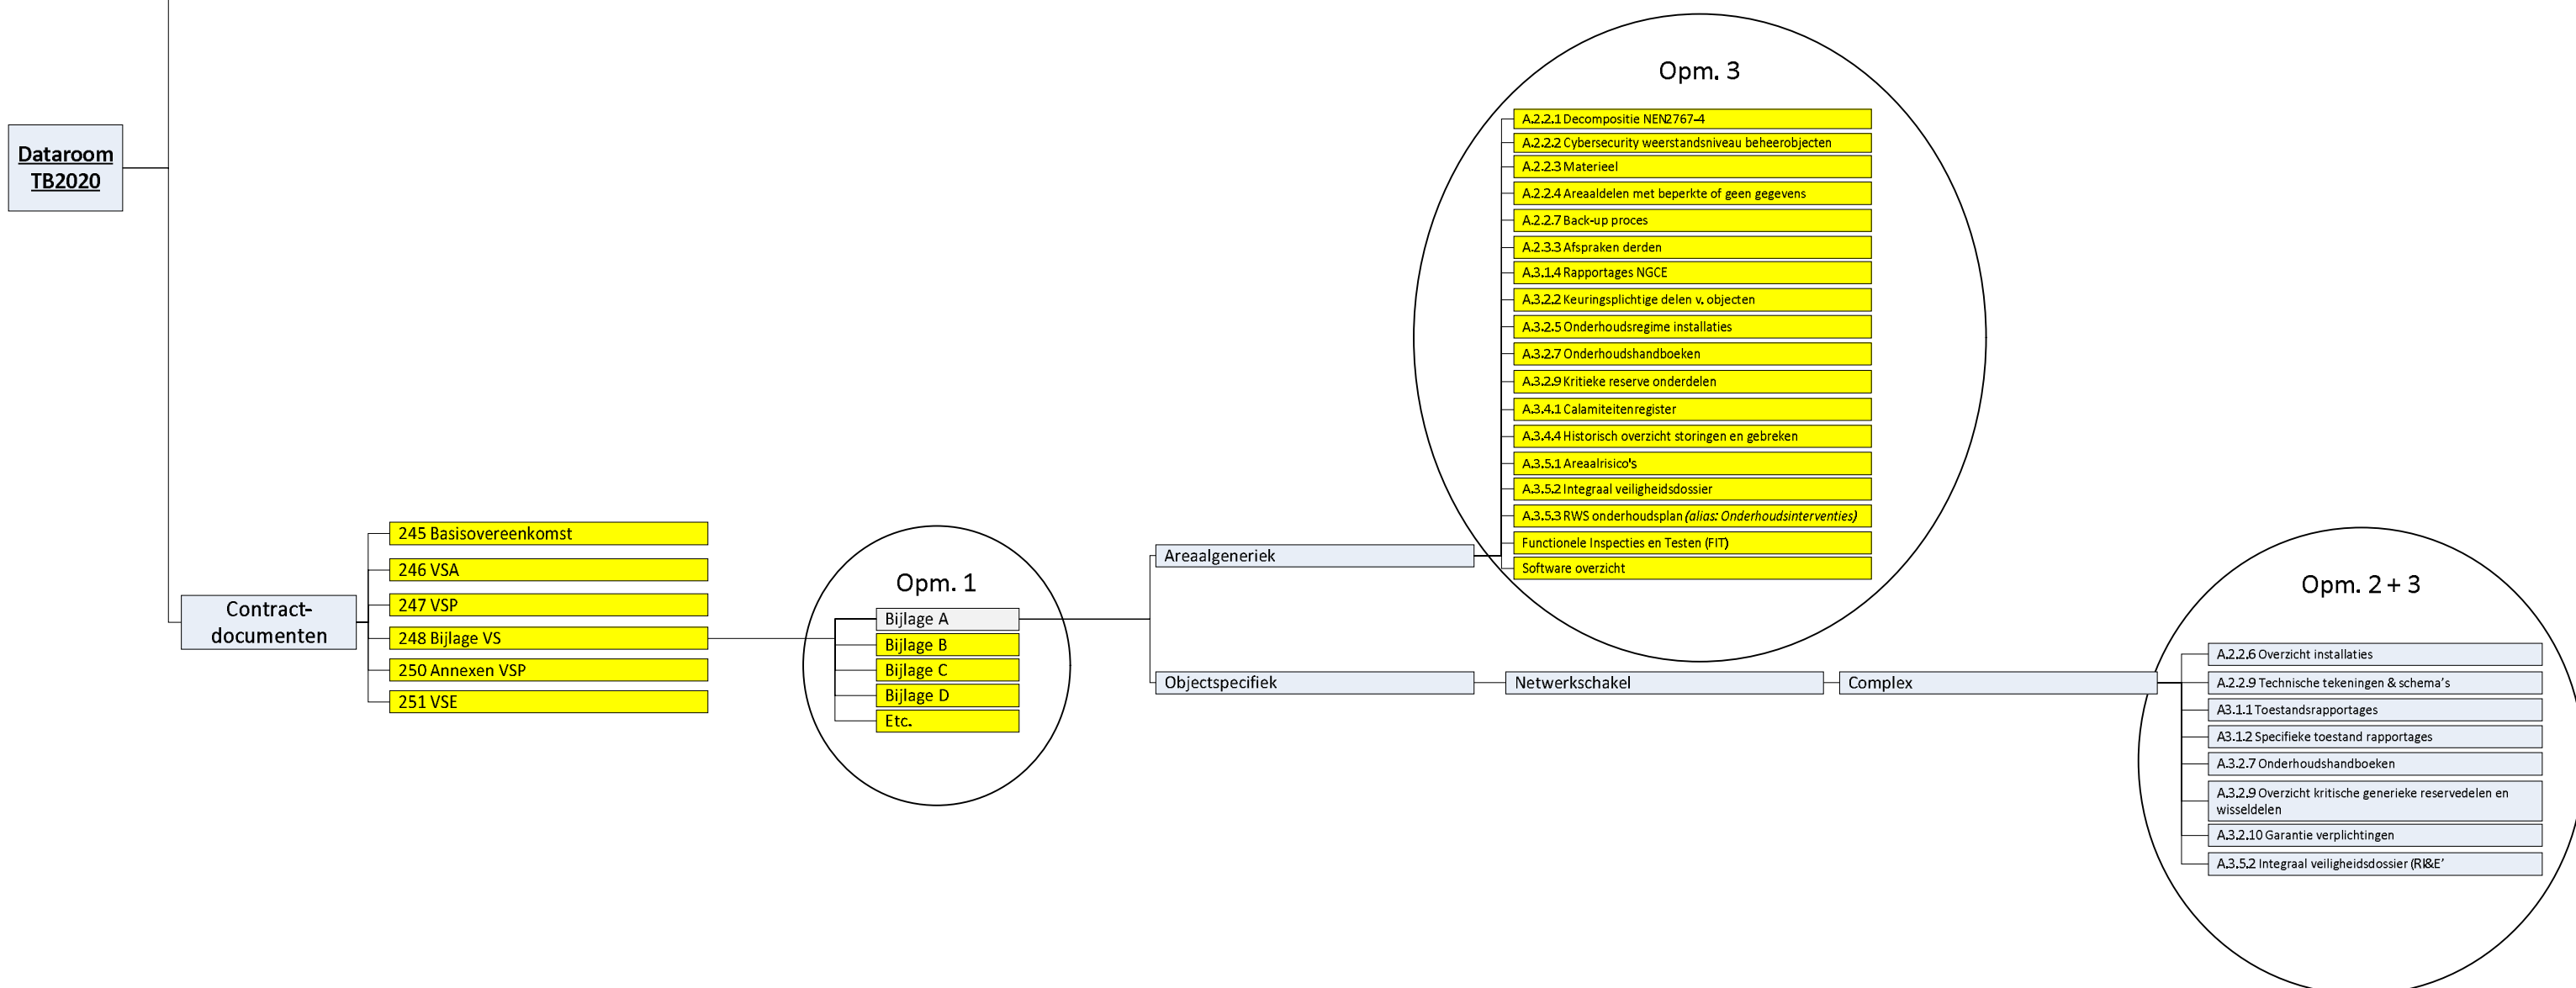 Dataroom
TB2020
Contract-
documenten
245 Basisovereenkomst
246 VSA
247 VSP
248 Bijlage VS
250 Annexen VSP
251 VSE
Opm. 1
Bijlage A
Bijlage B
Bijlage C
Bijlage D
Etc.
Areaalgeneriek
Objectspecifiek
Netwerkschakel
Complex
Opm. 3
A.2.2.1 Decompositie NEN2767-4
A.2.2.2 Cybersecurity weerstandsniveau beheerobjecten
A.2.2.3 Materieel
A.2.2.4 Areaaldelen met beperkte of geen gegevens
A.2.2.7 Back-up proces
A.2.3.3 Afspraken derden
A.3.1.4 Rapportages NGCE
A.3.2.2 Keuringsplichtige delen v. objecten
A.3.2.5 Onderhoudsregime installaties
A.3.2.7 Onderhoudshandboeken
A.3.2.9 Kritieke reserve onderdelen
A.3.4.1 Calamiteitenregister
A.3.4.4 Historisch overzicht storingen en gebreken
A.3.5.1 Areaalrisico's
A.3.5.2 Integraal veiligheidsdossier
A.3.5.3 RWS onderhoudsplan (alias: Onderhoudsinterventies)
Functionele Inspecties en Testen (FIT)
Software overzicht
Opm. 2 + 3
A.2.2.6 Overzicht installaties
A.2.2.9 Technische tekeningen & schema's
A3.1.1 Toestandsrapportages
A3.1.2 Specifieke toestand rapportages
A.3.2.7 Onderhoudshandboeken
A.3.2.9 Overzicht kritische generieke reservedelen en
wisseldelen
A.3.2.10 Garantie verplichtingen
A.3.5.2 Integraal veiligheidsdossier (RI&E'